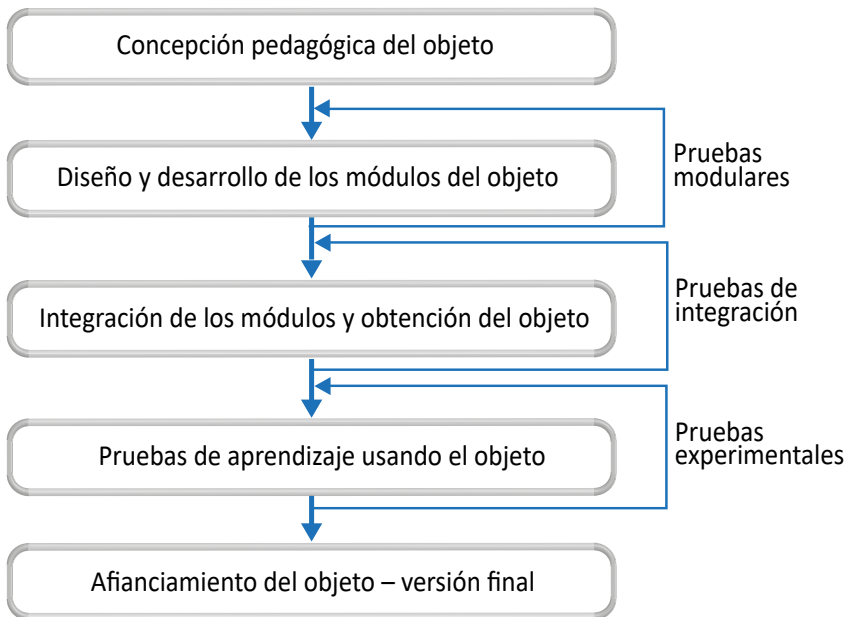 Concepción pedagógica del objeto
Pruebas
modulares
Diseño y desarrollo de los módulos del objeto
Pruebas de
integración
Integración de los módulos y obtención del objeto
Pruebas
experimentales
Pruebas de aprendizaje usando el objeto
Afianciamiento del objeto – versión final